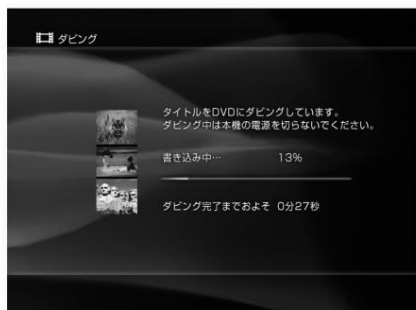 ダビング
タイトルをDVDにダビングしています。
ダビング中は本機の電源を切らないでください。
書き込み中… 13%
ダビング完了までおよそ 0分27秒